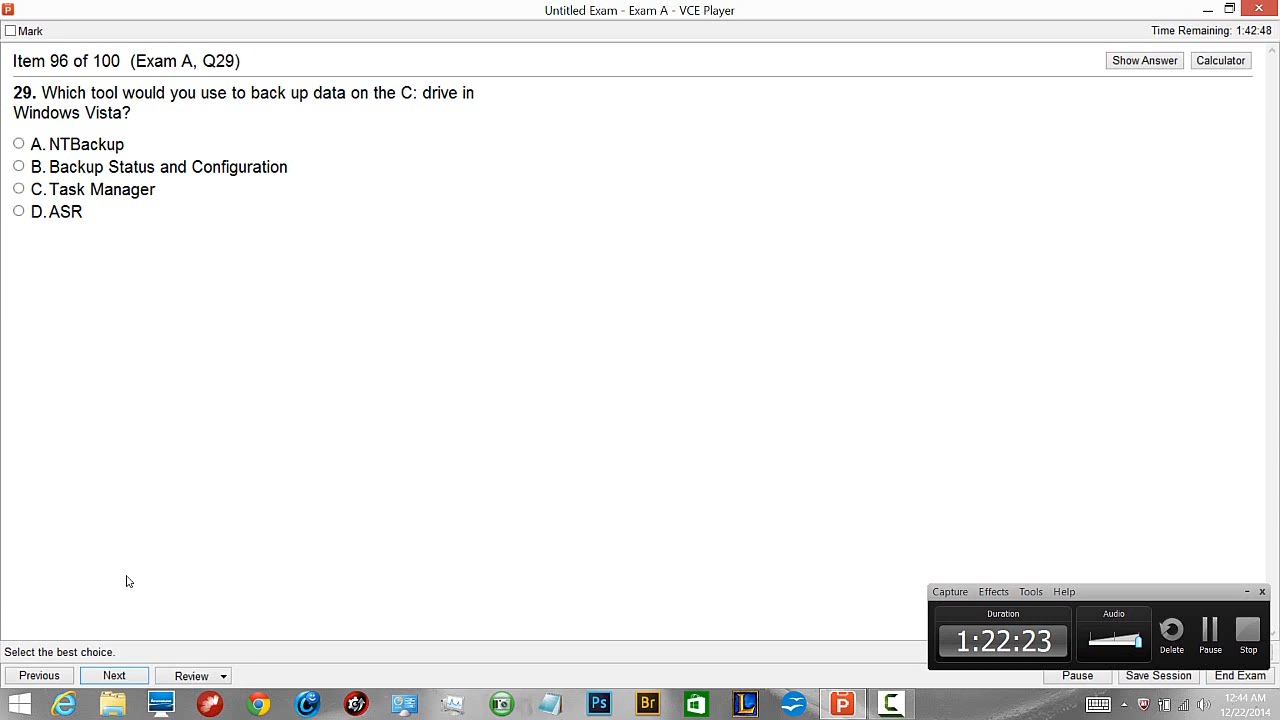 Untitled Exam - Exam A - VCE Player
Mark
Time Remaining: 1:42:48
Item 96 of 100 (Exam A, Q29)
Show Answer
Calculator
29. Which tool would you use to back up data on the C: drive in
Windows Vista?
A. NTBackup
B. Backup Status and Configuration
C. Task Manager
D. ASR
Capture Effects Tools Help
Duration
Audio
1:22:23
Delete
Pause
Stop
Select the best choice.
Previous
Next
Review
Pause
Save Session
End Exam
Ps
Br
12:44 AM
12/22/2014